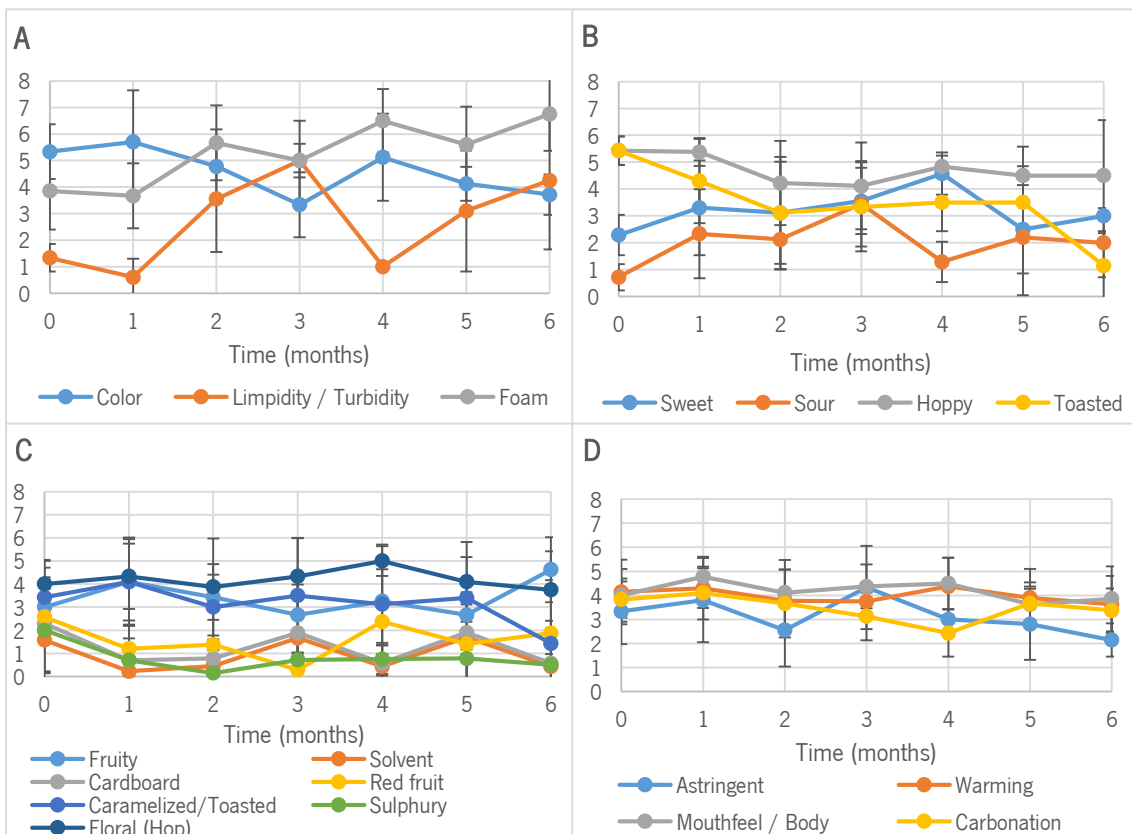 A
8
7
6
5
4
3
2
1
0
0 1 2 3 4 5 6
Time (months)
Color Limpidity / Turbidity Foam
B
8
7
6
5
4
3
2
1
0
0 1 2 3 4 5 6
Time (months)
Sweet Sour Hoppy Toasted
C
8
7
6
5
4
3
2
1
0
0 1 2 3 4 5 6
Time (months)
Fruity Solvent
Cardboard Red fruit
Caramelized/Toasted Sulphury
Floral (Hop)
D
8
7
6
5
4
3
2
1
0
0 1 2 3 4 5 6
Time (months)
Astringent Warming
Mouthfeel / Body Carbonation